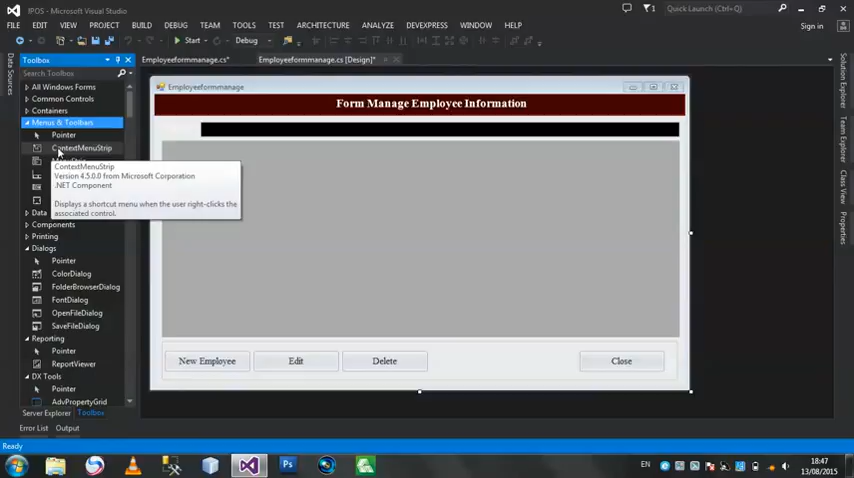 IPOS - Microsoft Visual Studio
1
Quick Launch (Ctrl+Q)
FILE EDIT VIEW PROJECT BUILD DEBUG TEAM TOOLS TEST ARCHITECTURE ANALYZE DEVEXPRESS WINDOW HELP
Sign in
Start Debug
Toolbox
Employeeformmanage.cs*
Employeeformmanage.cs [Design]*
Search Toolbox
All Windows Forms
Common Controls
Containers
Menus & Toolbars
Pointer
ContextMenuStrip
ContextMenuStrip
Version 4.5.0.0 from Microsoft Corporation
.NET Component
Displays a shortcut menu when the user right-clicks the
associated control.
Data
Components
Printing
Dialogs
Pointer
ColorDialog
FolderBrowserDialog
FontDialog
OpenFileDialog
SaveFileDialog
Reporting
Pointer
ReportViewer
DX Tools
Pointer
AdvPropertyGrid
Server Explorer Toolbox
Error List Output
Data Sources
Employeeformmanage
Form Manage Employee Information
New Employee Edit Delete Close
Solution Explorer
Team Explorer
Class View
Properties
Ready
EN
18:47
13/08/2015
Ps